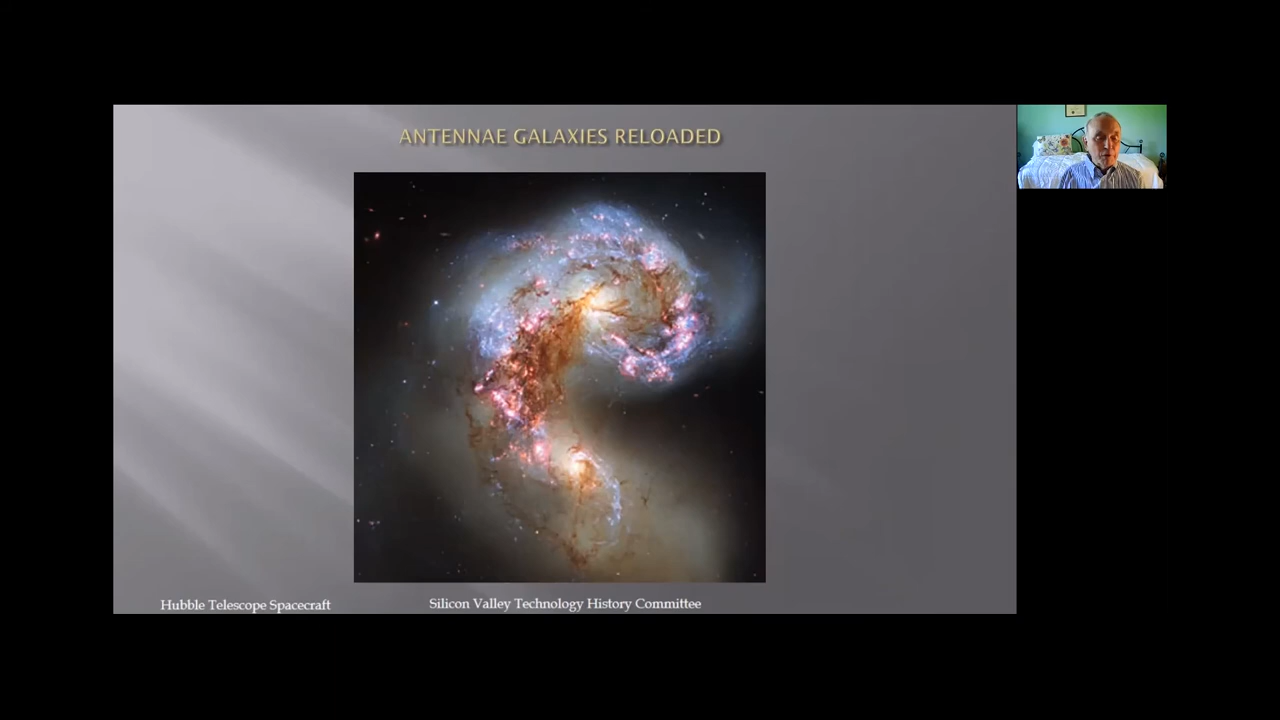 ANTENNAE GALAXIES RELOADED
Hubble Telescope Spacecraft
Silicon Valley Technology History Committee